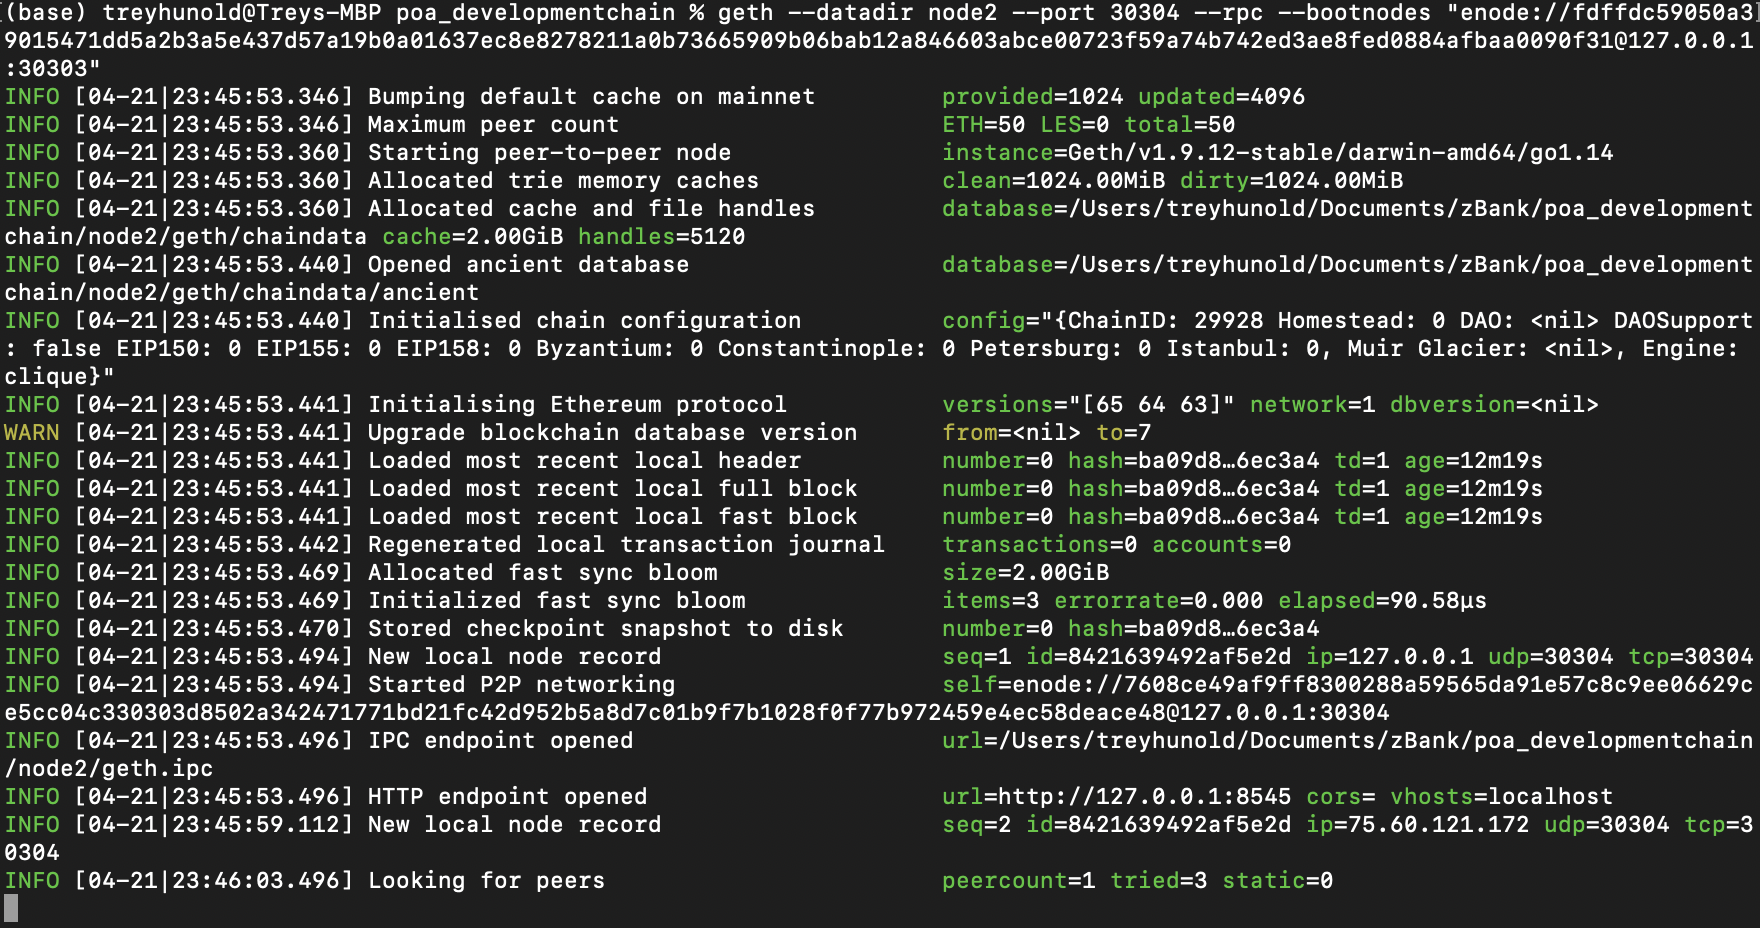 (base) treyhunold@Treys-MBP poa_developmentchain % geth --datadir node2 --port 30304 --rpc --bootnodes "enode://fdffdc59050a3
9015471dd5a2b3a5e437d57a19b0a01637ec8e8278211a0b73665909b06bab12a846603abce00723f59a74b742ed3ae8fed0884afbaa0090f31@127.0.0.1
:30303"
INFO [04-21|23:45:53.346] Bumping default cache on mainnet         provided=1024 updated=4096
INFO [04-21|23:45:53.346] Maximum peer count                       ETH=50 LES=0 total=50
INFO [04-21|23:45:53.360] Starting peer-to-peer node               instance=Geth/v1.9.12-stable/darwin-amd64/go1.14
INFO [04-21|23:45:53.360] Allocated trie memory caches             clean=1024.00MiB dirty=1024.00MiB
INFO [04-21|23:45:53.360] Allocated cache and file handles         database=/Users/treyhunold/Documents/zBank/poa_development
chain/node2/geth/chaindata cache=2.00GiB handles=5120
INFO [04-21|23:45:53.440] Opened ancient database                  database=/Users/treyhunold/Documents/zBank/poa_development
chain/node2/geth/chaindata/ancient
INFO [04-21|23:45:53.440] Initialised chain configuration          config="{ChainID: 29928 Homestead: 0 DAO: <nil> DAOSupport
: false EIP150: 0 EIP155: 0 EIP158: 0 Byzantium: 0 Constantinople: 0 Petersburg: 0 Istanbul: 0, Muir Glacier: <nil>, Engine:
clique}"
INFO [04-21|23:45:53.441] Initialising Ethereum protocol           versions="[65 64 63]" network=1 dbversion=<nil>
WARN [04-21|23:45:53.441] Upgrade blockchain database version      from=<nil> to=7
INFO [04-21|23:45:53.441] Loaded most recent local header          number=0 hash=ba09d8…6ec3a4 td=1 age=12m19s
INFO [04-21|23:45:53.441] Loaded most recent local full block      number=0 hash=ba09d8…6ec3a4 td=1 age=12m19s
INFO [04-21|23:45:53.441] Loaded most recent local fast block      number=0 hash=ba09d8…6ec3a4 td=1 age=12m19s
INFO [04-21|23:45:53.442] Regenerated local transaction journal    transactions=0 accounts=0
INFO [04-21|23:45:53.469] Allocated fast sync bloom                size=2.00GiB
INFO [04-21|23:45:53.469] Initialized fast sync bloom              items=3 errorrate=0.000 elapsed=90.58µs
INFO [04-21|23:45:53.470] Stored checkpoint snapshot to disk       number=0 hash=ba09d8…6ec3a4
INFO [04-21|23:45:53.494] New local node record                    seq=1 id=8421639492af5e2d ip=127.0.0.1 udp=30304 tcp=30304
INFO [04-21|23:45:53.494] Started P2P networking                   self=enode://7608ce49af9ff8300288a59565da91e57c8c9ee06629c
e5cc04c330303d8502a342471771bd21fc42d952b5a8d7c01b9f7b1028f0f77b972459e4ec58deace48@127.0.0.1:30304
INFO [04-21|23:45:53.496] IPC endpoint opened                      url=/Users/treyhunold/Documents/zBank/poa_developmentchain
/node2/geth.ipc
INFO [04-21|23:45:53.496] HTTP endpoint opened                     url=http://127.0.0.1:8545 cors= vhosts=localhost
INFO [04-21|23:45:59.112] New local node record                    seq=2 id=8421639492af5e2d ip=75.60.121.172 udp=30304 tcp=3
0304
INFO [04-21|23:46:03.496] Looking for peers                        peercount=1 tried=3 static=0